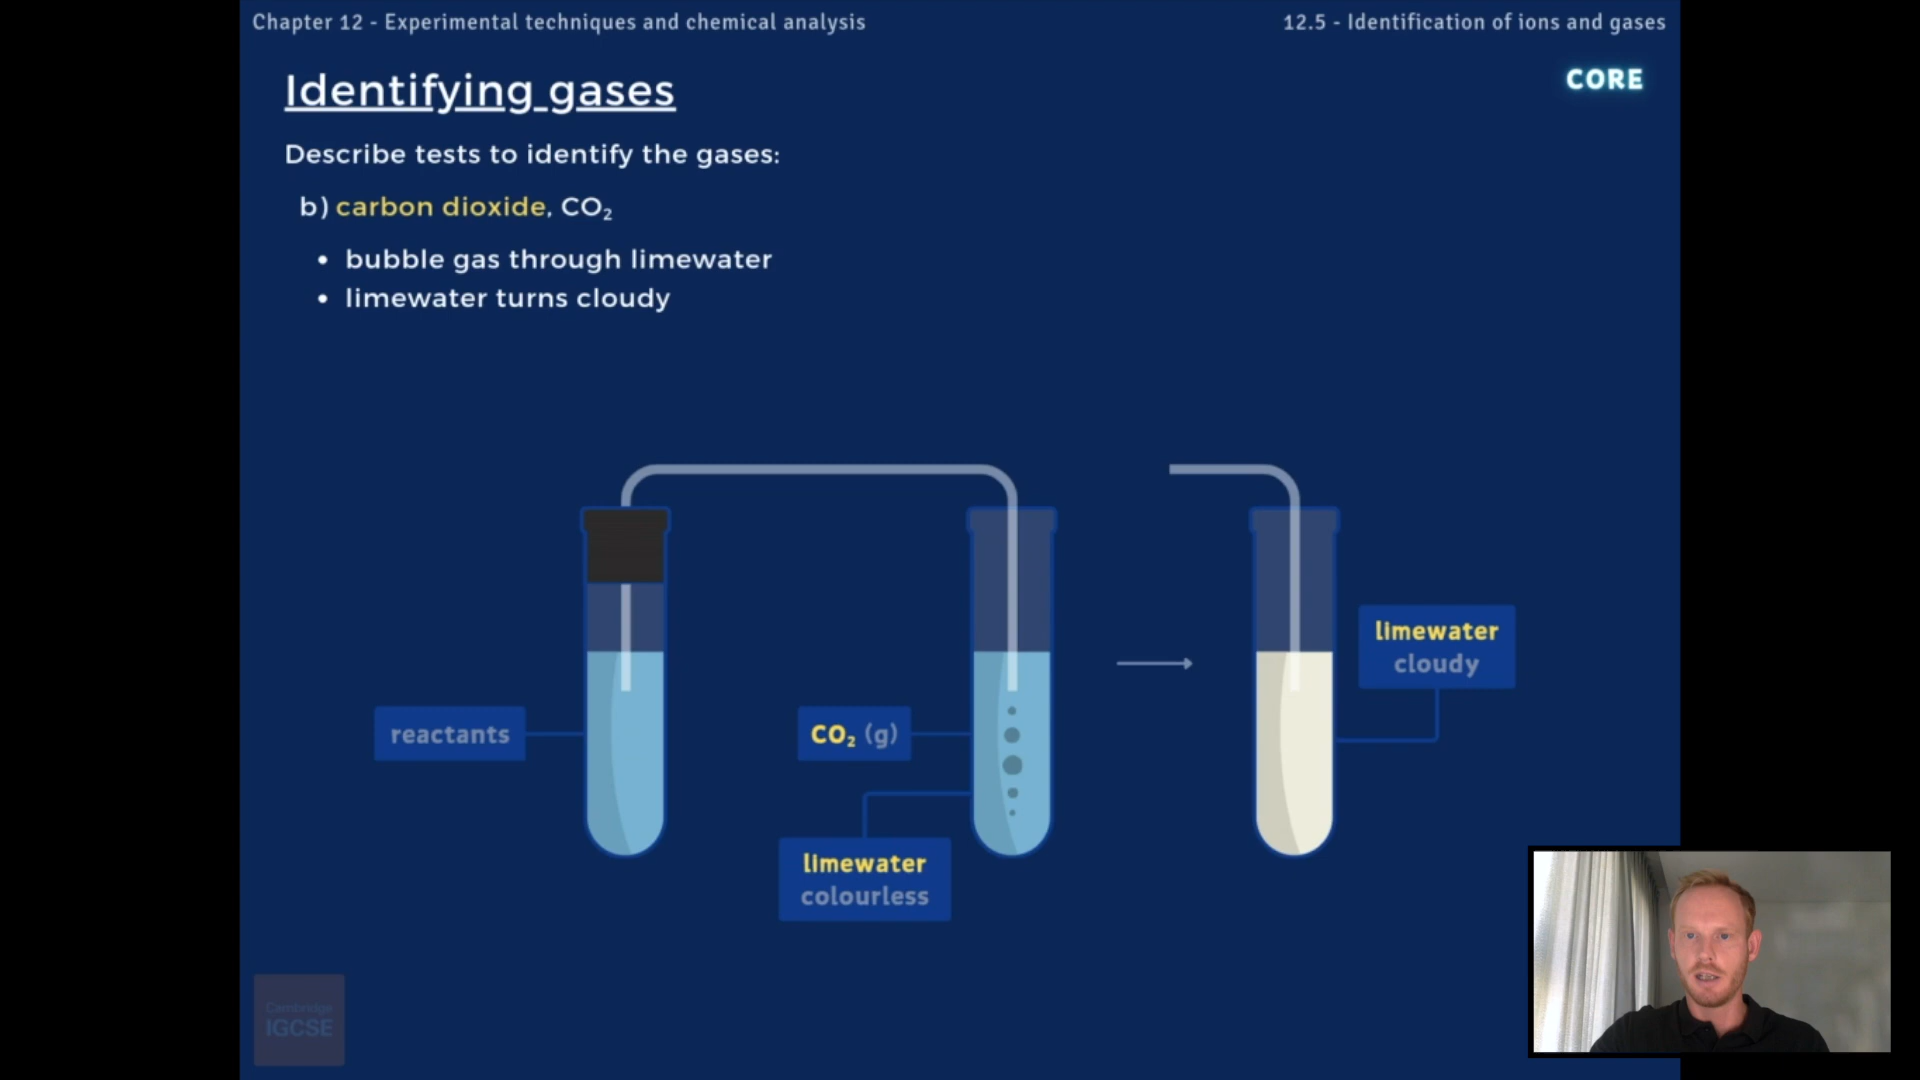 Chapter 12 - Experimental techniques and chemical analysis
12.5 - Identification of ions and gases
CORE
Identifying gases
Describe tests to identify the gases:
b) carbon dioxide, CO₂
• bubble gas through limewater
• limewater turns cloudy
limewater
cloudy
reactants
CO₂ (g)
limewater
colourless
Cambridge
IGCSE